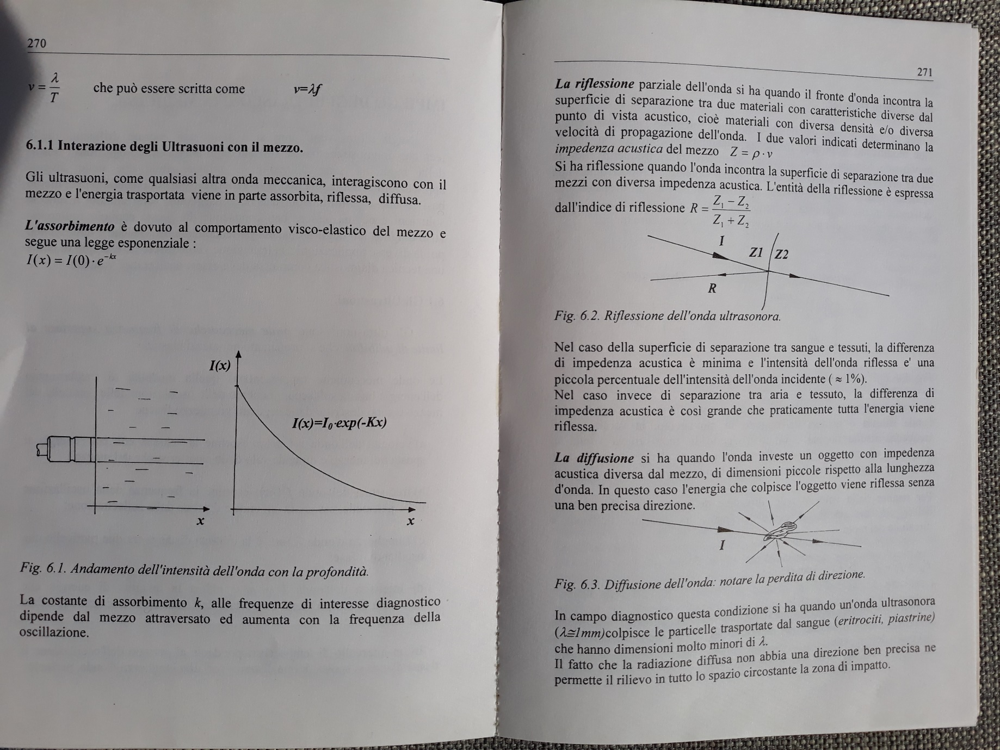 270
v = λ/T che può essere scritta come v=λf
6.1.1 Interazione degli Ultrasuoni con il mezzo.
Gli ultrasuoni, come qualsiasi altra onda meccanica, interagiscono con il
mezzo e l'energia trasportata viene in parte assorbita, riflessa, diffusa.
L'assorbimento è dovuto al comportamento visco-elastico del mezzo e
segue una legge esponenziale :
I(x) = I(0)·e^-kx
I(x)
I(x)=I₀·exp(-Kx)
x
x
Fig. 6.1. Andamento dell'intensità dell'onda con la profondità.
La costante di assorbimento k, alle frequenze di interesse diagnostico
dipende dal mezzo attraversato ed aumenta con la frequenza della
oscillazione.
271
La riflessione parziale dell'onda si ha quando il fronte d'onda incontra la
superficie di separazione tra due materiali con caratteristiche diverse dal
punto di vista acustico, cioè materiali con diversa densità e/o diversa
velocità di propagazione dell'onda. I due valori indicati determinano la
impedenza acustica del mezzo Z = ρ·v
Si ha riflessione quando l'onda incontra la superficie di separazione tra due
mezzi con diversa impedenza acustica. L'entità della riflessione è espressa
dall'indice di riflessione R = (Z₁ − Z₂)/(Z₁ + Z₂)
I
Z1 Z2
R
Fig. 6.2. Riflessione dell'onda ultrasonora.
Nel caso della superficie di separazione tra sangue e tessuti, la differenza
di impedenza acustica è minima e l'intensità dell'onda riflessa e' una
piccola percentuale dell'intensità dell'onda incidente ( ≈ 1%).
Nel caso invece di separazione tra aria e tessuto, la differenza di
impedenza acustica è così grande che praticamente tutta l'energia viene
riflessa.
La diffusione si ha quando l'onda investe un oggetto con impedenza
acustica diversa dal mezzo, di dimensioni piccole rispetto alla lunghezza
d'onda. In questo caso l'energia che colpisce l'oggetto viene riflessa senza
una ben precisa direzione.
I
Fig. 6.3. Diffusione dell'onda: notare la perdita di direzione.
In campo diagnostico questa condizione si ha quando un'onda ultrasonora
(λ≅1mm)colpisce le particelle trasportate dal sangue (eritrociti, piastrine)
che hanno dimensioni molto minori di λ.
Il fatto che la radiazione diffusa non abbia una direzione ben precisa ne
permette il rilievo in tutto lo spazio circostante la zona di impatto.